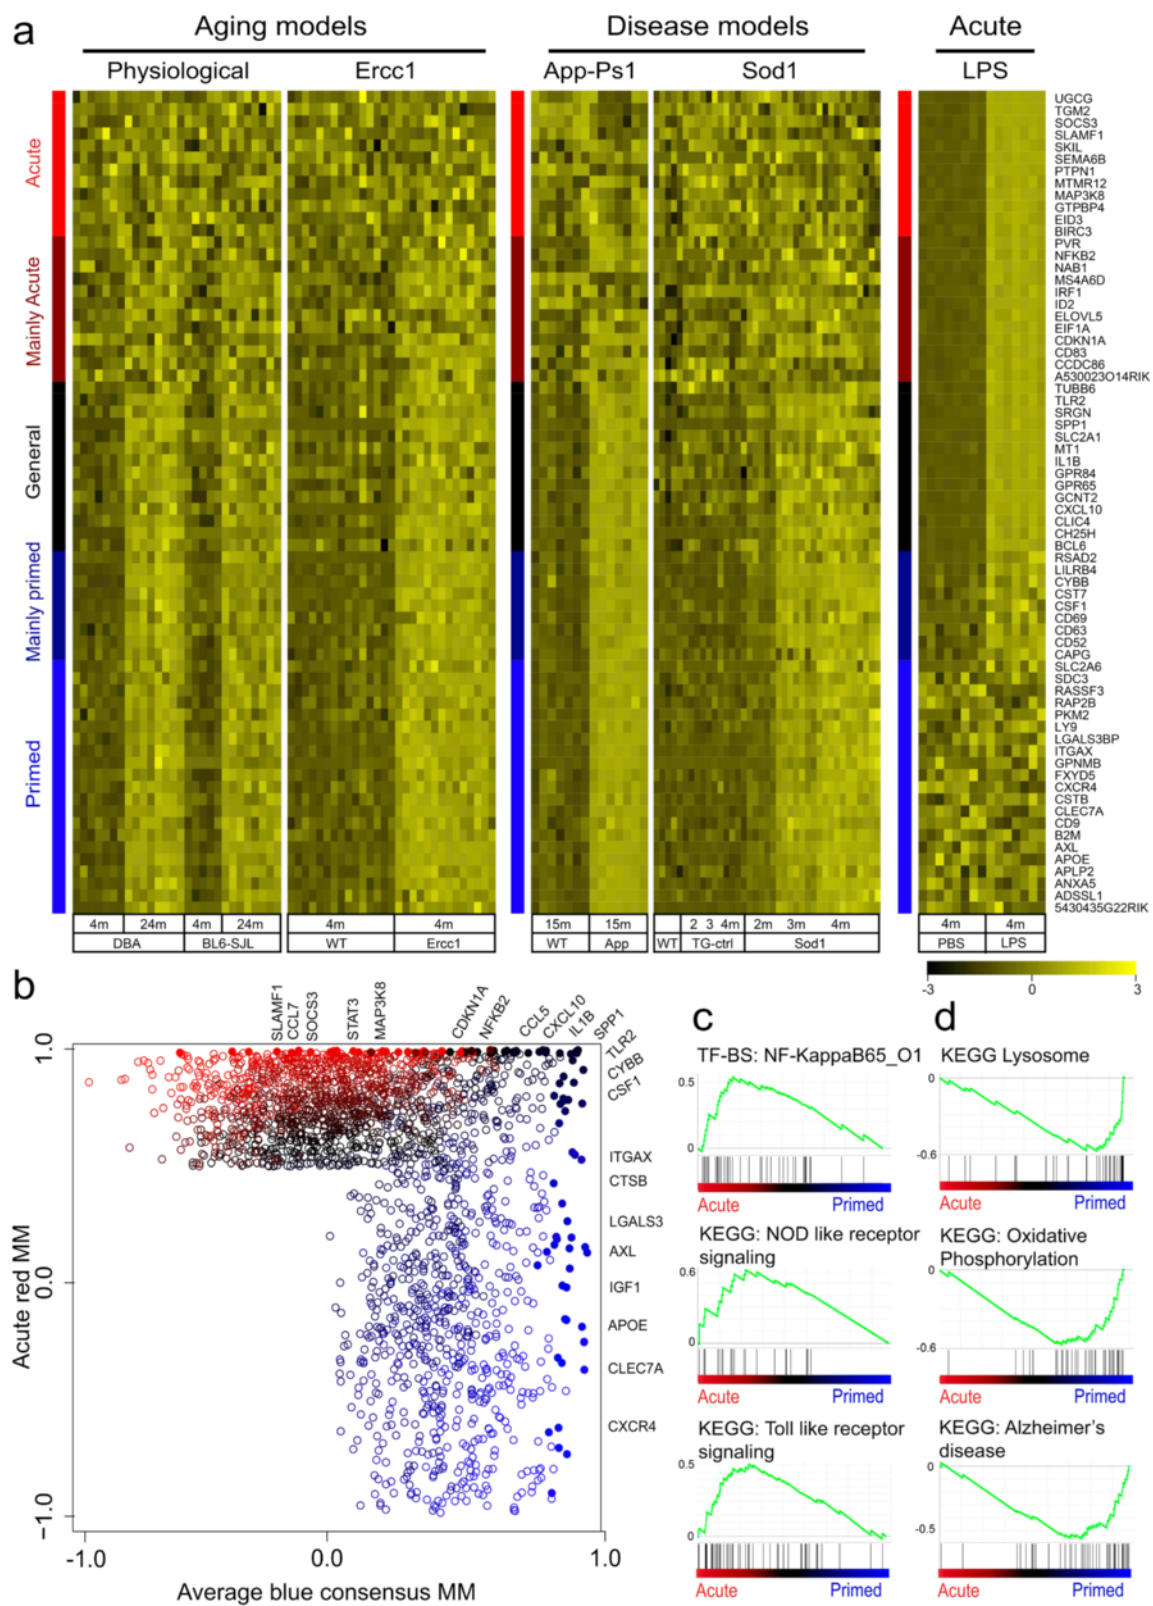 a
Aging models
Disease models
Acute
Physiological
Ercc1
App-Ps1
Sod1
LPS
Acute
Mainly Acute
General
Mainly primed
Primed
UGCG
TGM2
SOCS3
SLAMF1
SKIL
SEMA6B
PTPN1
MTMR12
MAP3K8
GTPBP4
EID3
BIRC3
PVR
NFKB2
NAB1
MS4A6D
IRF1
ID2
ELOVL5
EIF1A
CDKN1A
CD83
CCDC86
A530023O14RIK
TUBB6
TLR2
SRGN
SPP1
SLC2A1
MT1
IL1B
GPR84
GPR65
GCNT2
CXCL10
CLIC4
CH25H
BCL6
RSAD2
LILRB4
CYBB
CST7
CSF1
CD69
CD63
CD52
CAPG
SLC2A6
SDC3
RASSF3
RAP2B
PKM2
LY9
LGALS3BP
ITGAX
GPNMB
FXYD5
CXCR4
CSTB
CLEC7A
CD9
B2M
AXL
APOE
APLP2
ANXA5
ADSSL1
5430435G22RIK
4m 24m 4m 24m
DBA BL6-SJL
4m 4m
WT Ercc1
15m 15m
WT App
2 3 4m 2m 3m 4m
WT TG-ctrl Sod1
4m 4m
PBS LPS
-3 0 3
b
SLAMF1
CCL7
SOCS3
STAT3
MAP3K8
CDKN1A
NFKB2
CCL5
CXCL10
IL1B
SPP1
TLR2
CYBB
CSF1
ITGAX
CTSB
LGALS3
AXL
IGF1
APOE
CLEC7A
CXCR4
Acute red MM
1.0
0.0
-1.0
-1.0 0.0 1.0
Average blue consensus MM
c
TF-BS: NF-KappaB65_O1
0.5
0
Acute Primed
KEGG: NOD like receptor
signaling
0.6
0
Acute Primed
KEGG: Toll like receptor
signaling
0.5
0
Acute Primed
d
KEGG Lysosome
0
-0.6
Acute Primed
KEGG: Oxidative
Phosphorylation
0
-0.6
Acute Primed
KEGG: Alzheimer's
disease
0
-0.5
Acute Primed